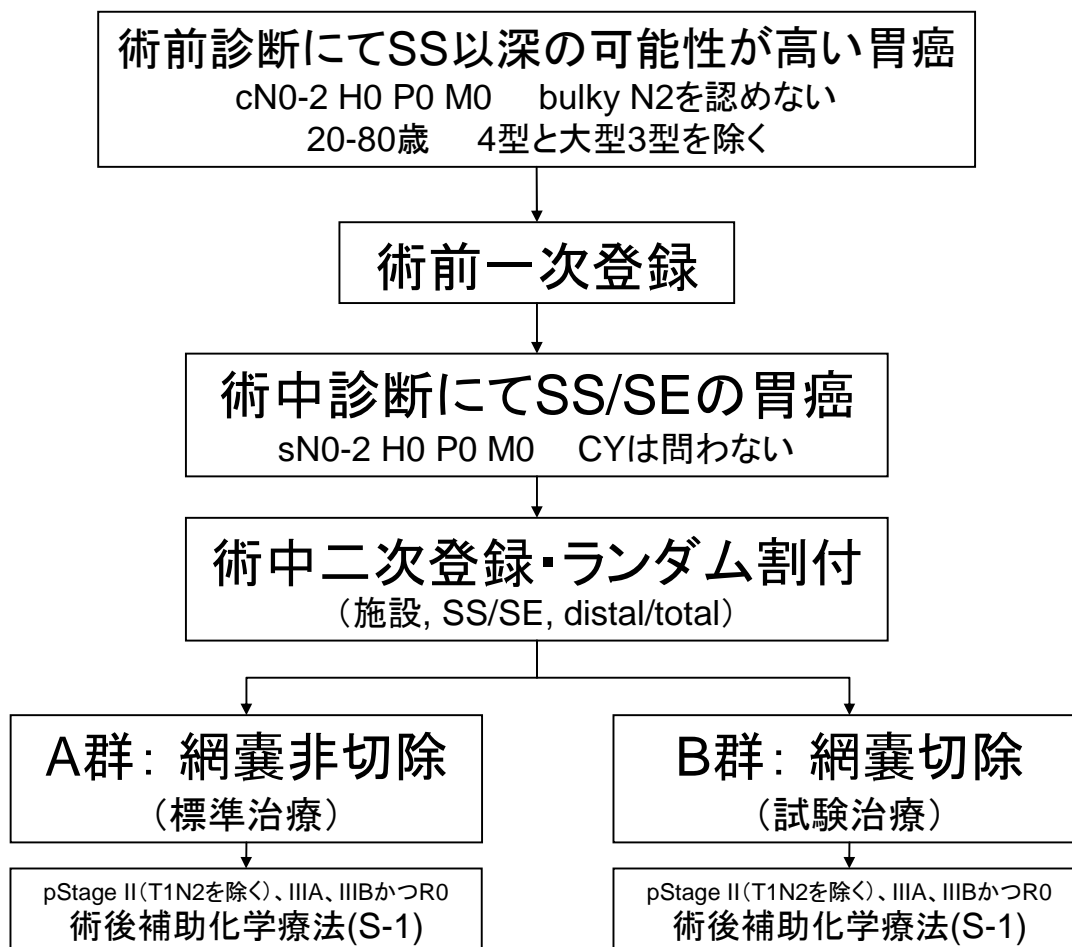 術前診断にてSS以深の可能性が高い胃癌
cN0-2 H0 P0 M0　bulky N2を認めない
20-80歳　4型と大型3型を除く
術前一次登録
術中診断にてSS/SEの胃癌
sN0-2 H0 P0 M0　CYは問わない
術中二次登録・ランダム割付
（施設, SS/SE, distal/total）
A群：網嚢非切除
（標準治療）
B群：網嚢切除
（試験治療）
pStage II（T1N2を除く）、IIIA、IIIBかつR0
術後補助化学療法(S-1)
pStage II（T1N2を除く）、IIIA、IIIBかつR0
術後補助化学療法(S-1)